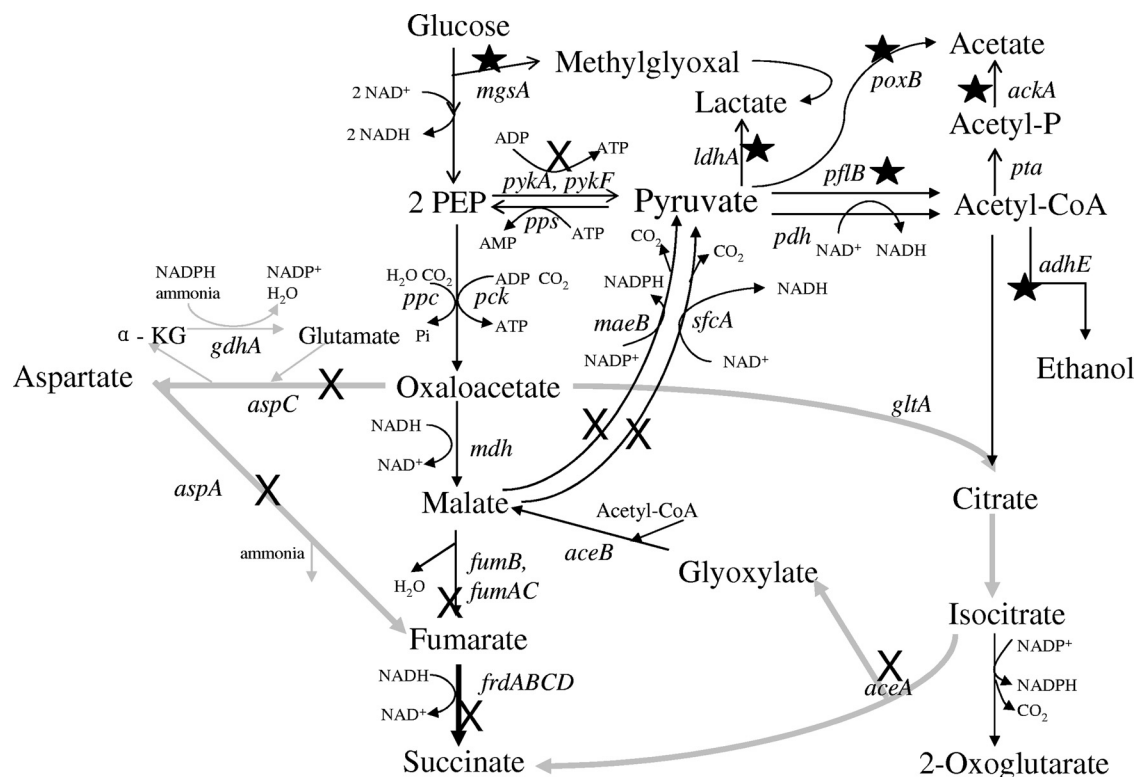 Glucose
Methylglyoxal
mgsA
2 NAD⁺
2 NADH
Lactate
ldhA
poxB
Acetate
ackA
Acetyl-P
pta
ADP
ATP
pykA, pykF
2 PEP
Pyruvate
pps
AMP
ATP
pflB
Acetyl-CoA
pdh
NAD⁺
NADH
adhE
Ethanol
H₂O CO₂
ADP CO₂
ppc
pck
Pi
ATP
CO₂
CO₂
NADPH
NADH
maeB
sfcA
NADP⁺
NAD⁺
NADPH
NADP⁺
ammonia
H₂O
α - KG
gdhA
Glutamate
Aspartate
aspC
Oxaloacetate
gltA
NADH
NAD⁺
mdh
aspA
Malate
Citrate
Acetyl-CoA
aceB
ammonia
H₂O
fumB,
fumAC
Glyoxylate
Fumarate
Isocitrate
NADP⁺
NADPH
CO₂
aceA
NADH
NAD⁺
frdABCD
Succinate
2-Oxoglutarate